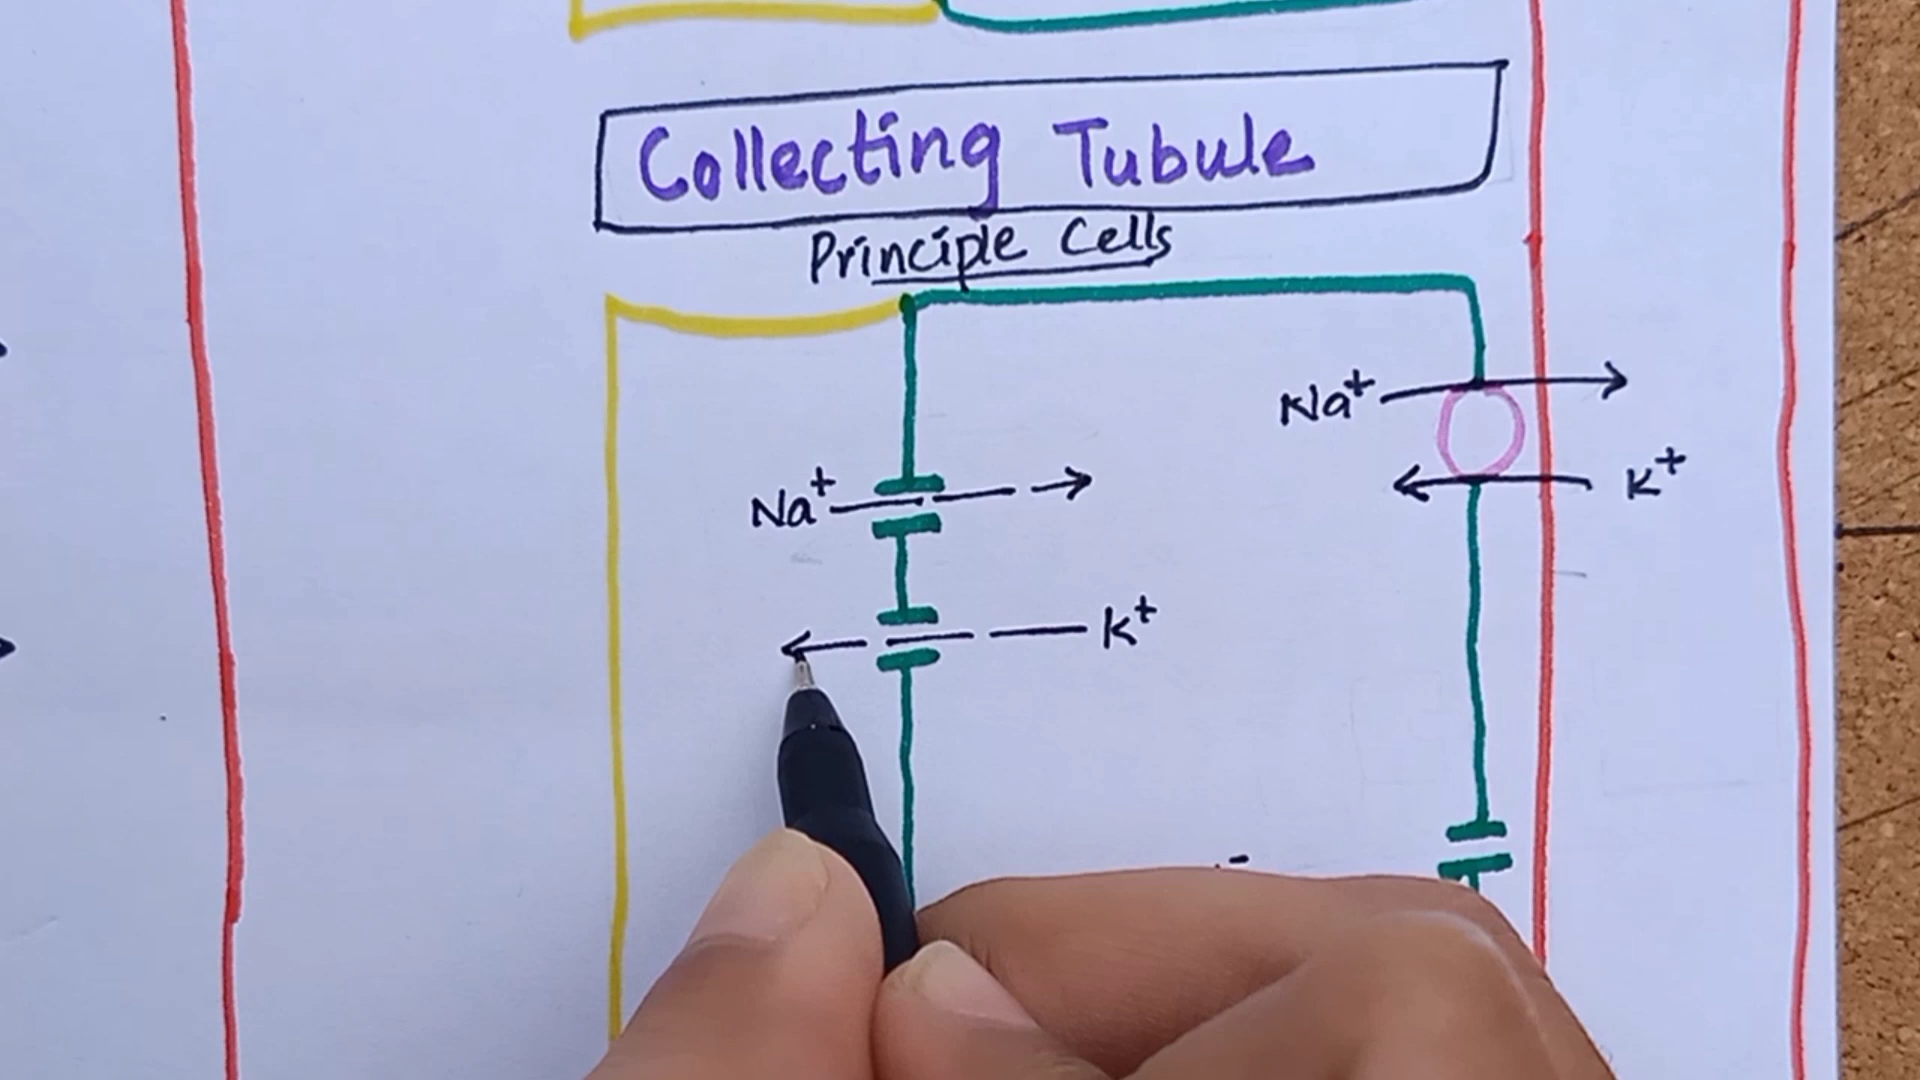 Collecting Tubule
Principle Cells
Na⁺
K⁺
Na⁺
K⁺